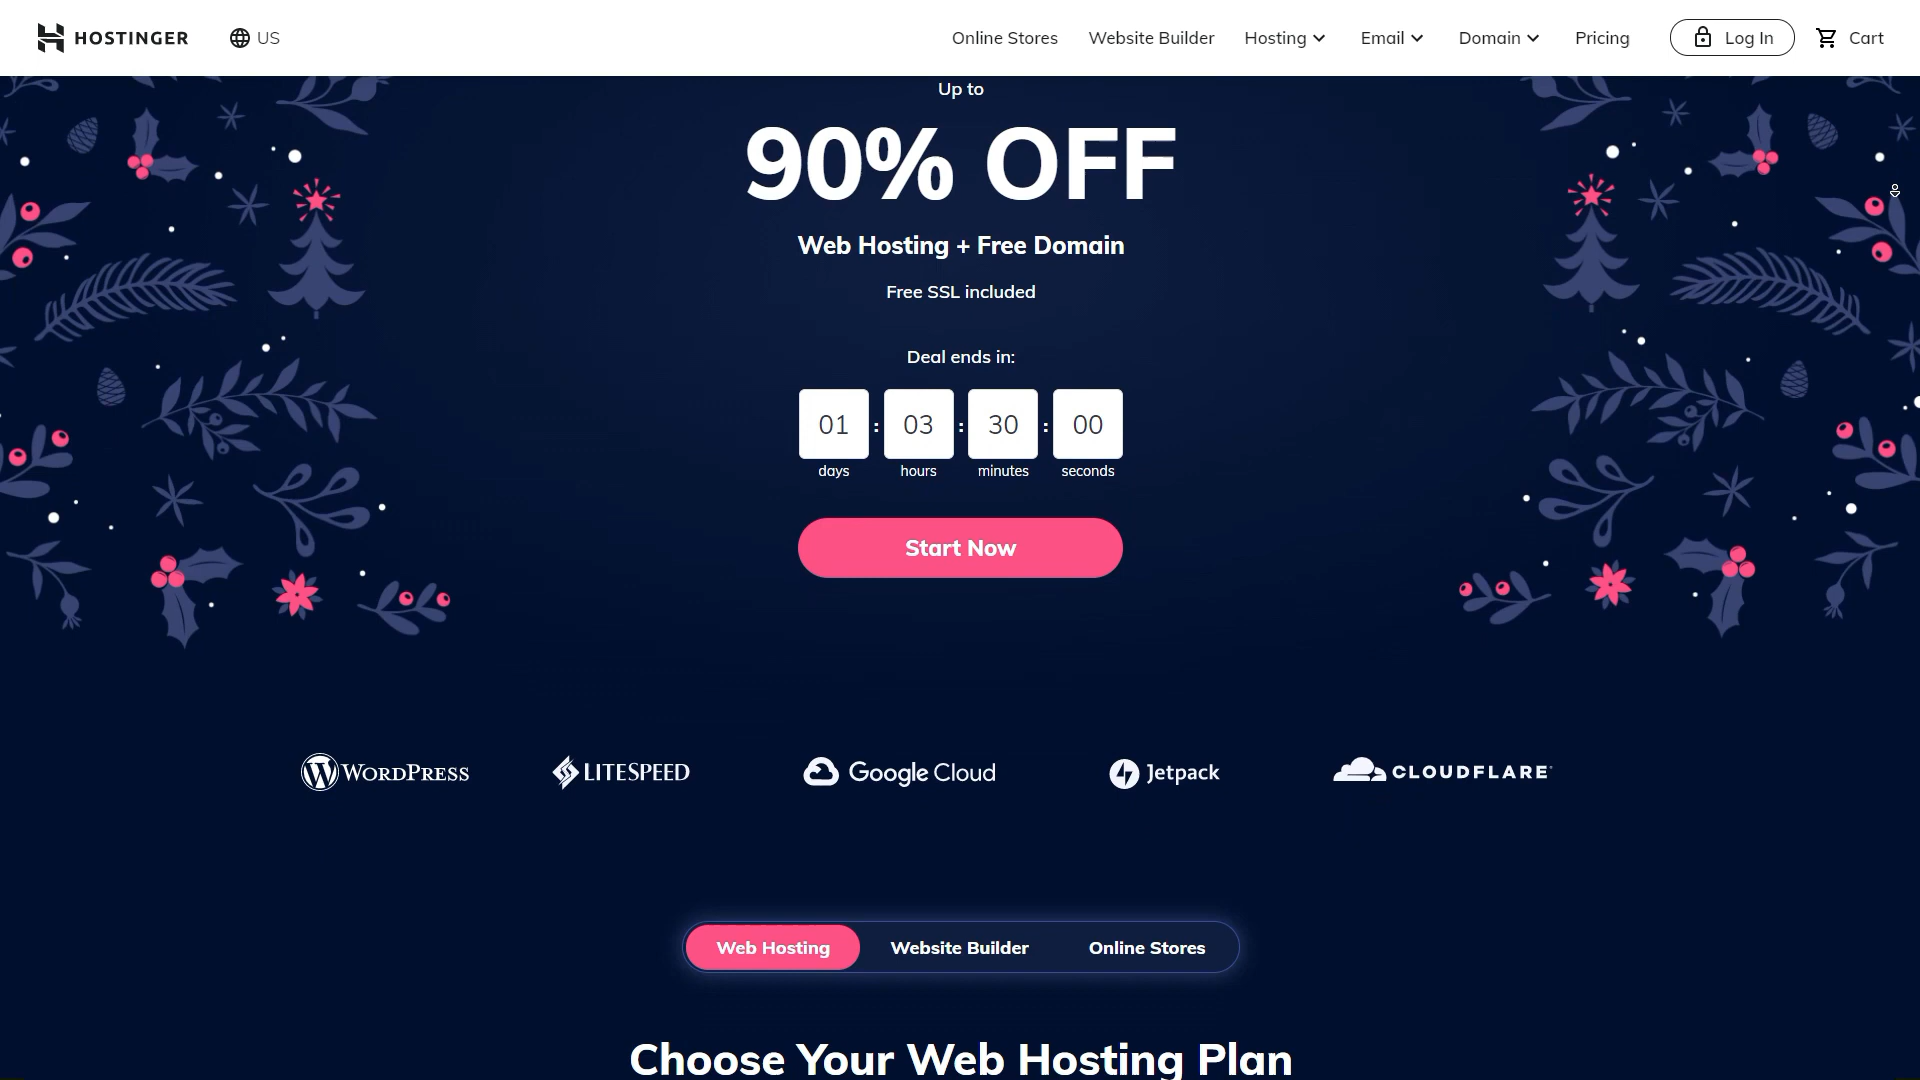 HOSTINGER US Online Stores Website Builder Hosting Email Domain Pricing Log In Cart
Up to
90% OFF
Web Hosting + Free Domain
Free SSL included
Deal ends in:
01 : 03 : 30 : 00
days hours minutes seconds
Start Now
WORDPRESS LITESPEED Google Cloud Jetpack CLOUDFLARE
Web Hosting Website Builder Online Stores
Choose Your Web Hosting Plan